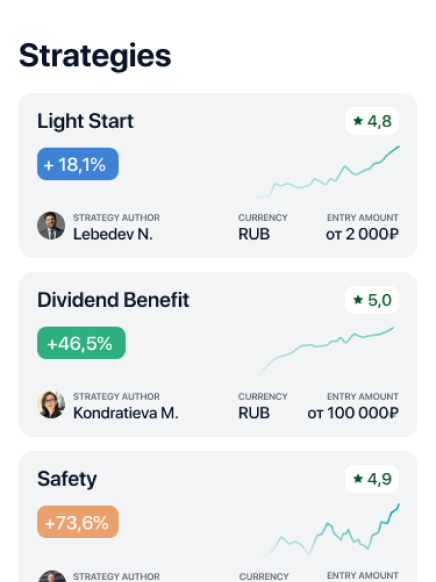 Strategies
Light Start
★ 4,8
+ 18,1%
STRATEGY AUTHOR
Lebedev N.
CURRENCY
RUB
ENTRY AMOUNT
от 2 000₽
Dividend Benefit
★ 5,0
+46,5%
STRATEGY AUTHOR
Kondratieva M.
CURRENCY
RUB
ENTRY AMOUNT
от 100 000₽
Safety
★ 4,9
+73,6%
STRATEGY AUTHOR
CURRENCY
ENTRY AMOUNT